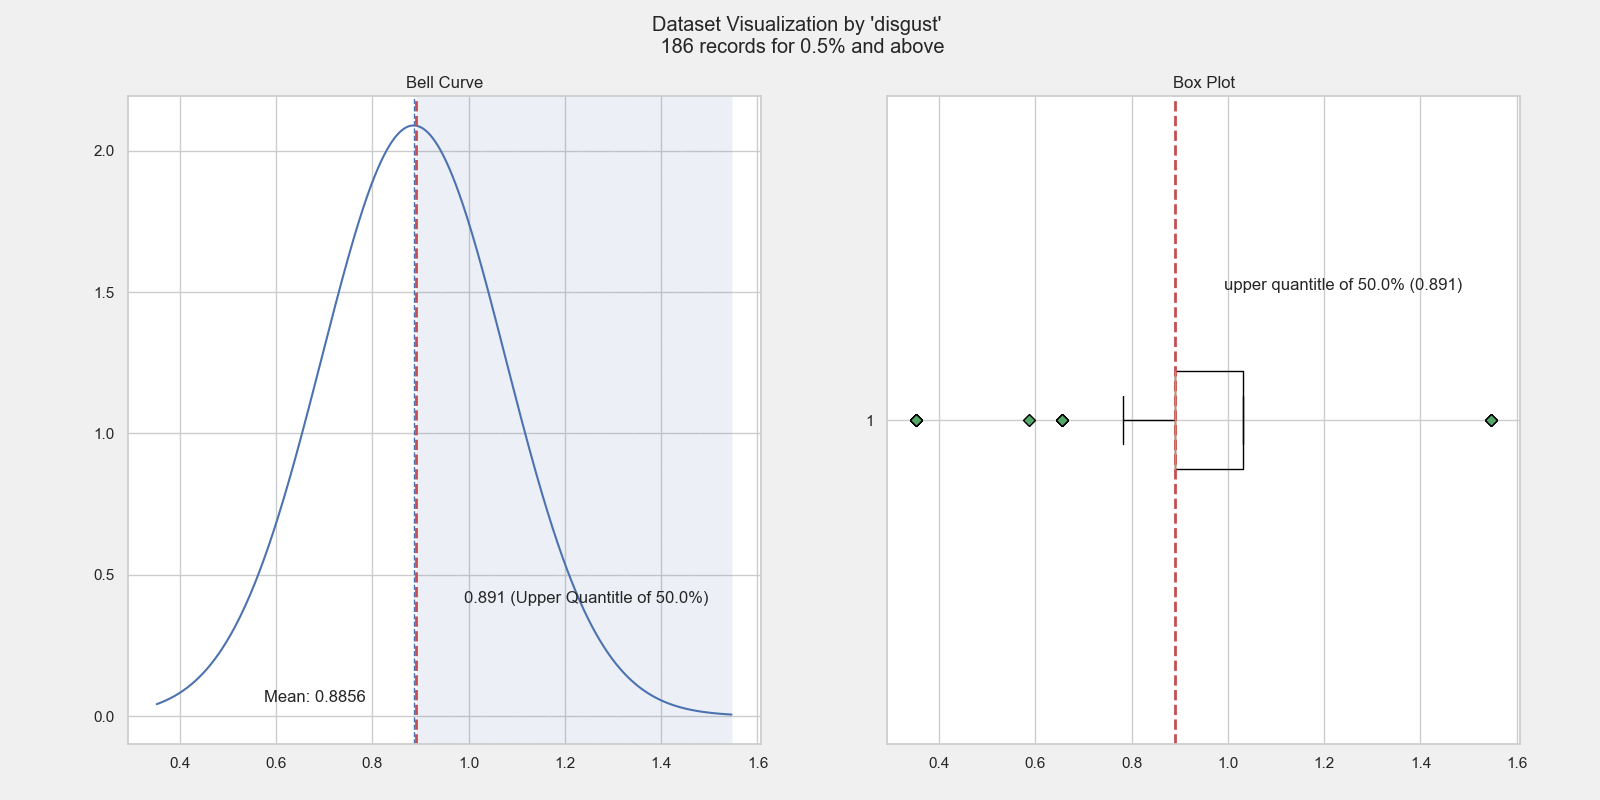 Dataset Visualization by 'disgust'
186 records for 0.5% and above
Bell Curve
2.0
1.5
1.0
0.5
0.0
0.891 (Upper Quantitle of 50.0%)
Mean: 0.8856
0.4 0.6 0.8 1.0 1.2 1.4 1.6
Box Plot
upper quantitle of 50.0% (0.891)
1
0.4 0.6 0.8 1.0 1.2 1.4 1.6